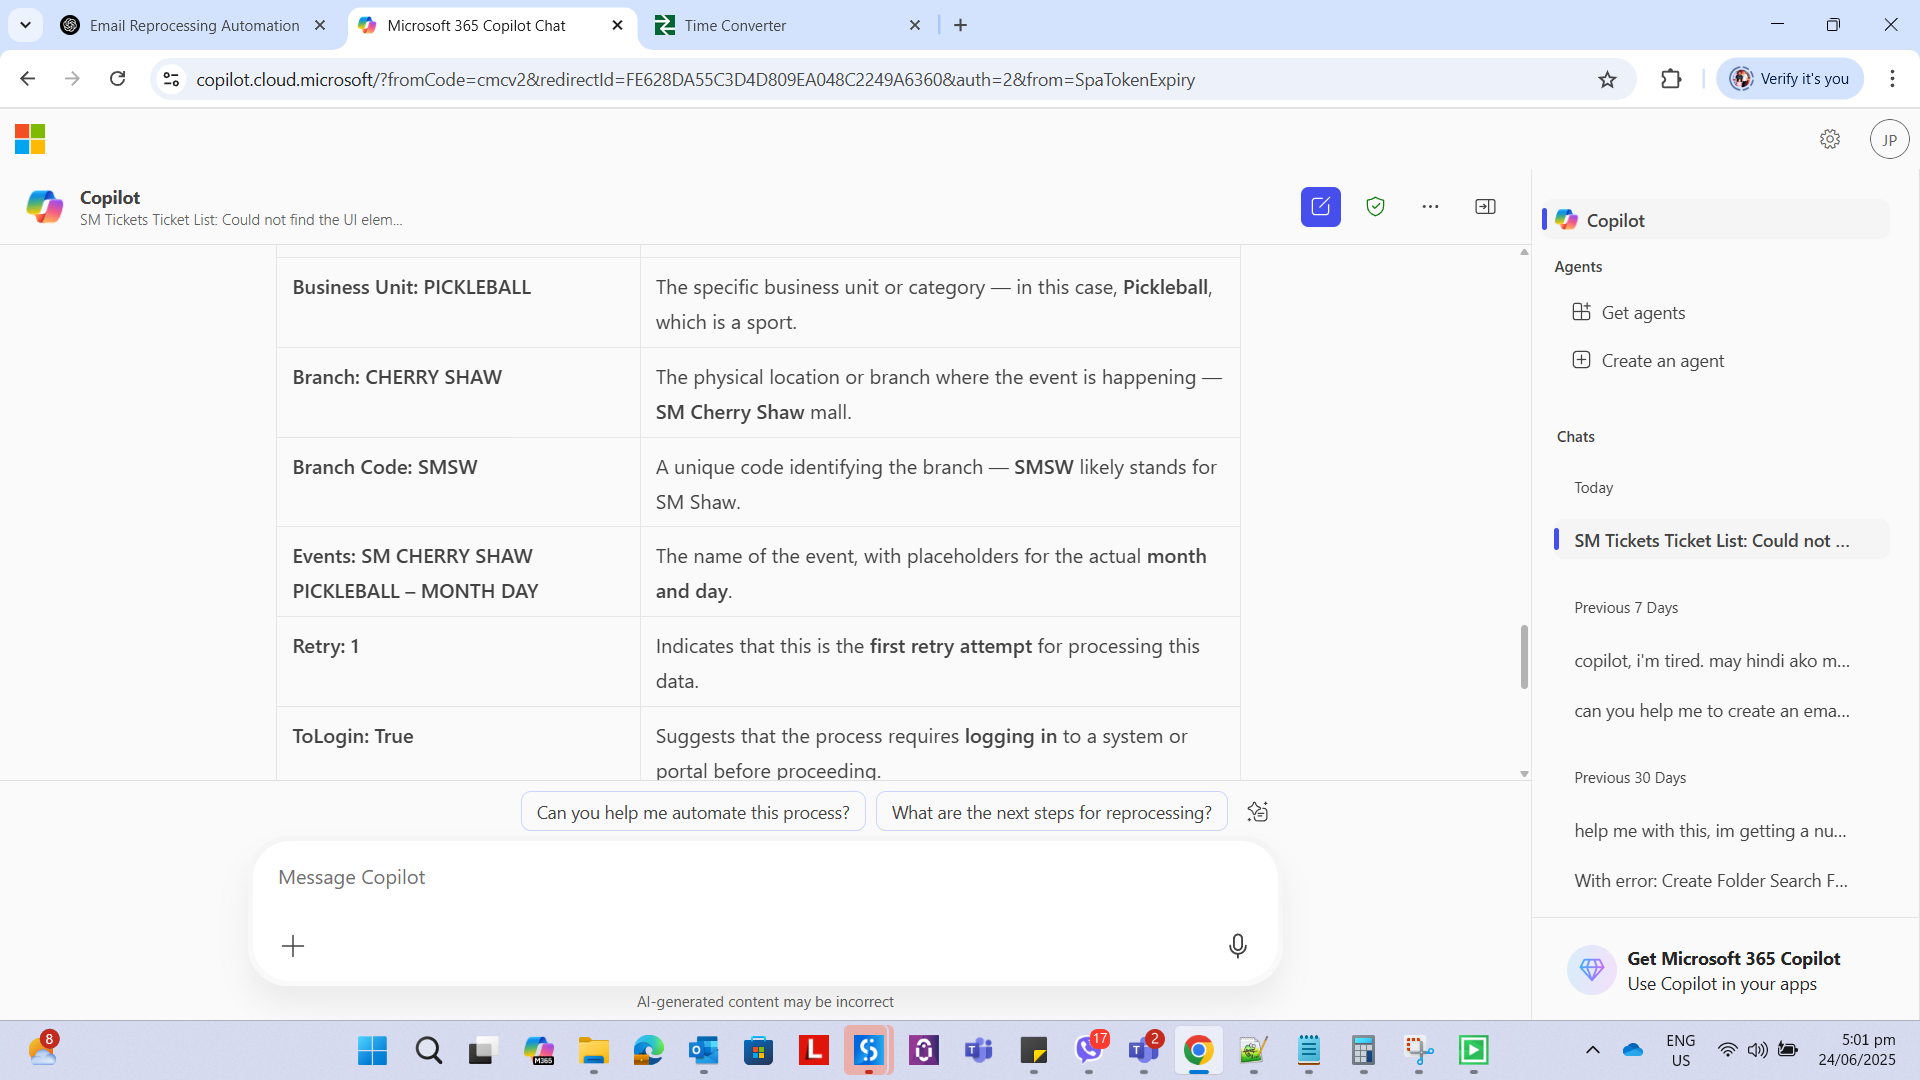 Email Reprocessing Automation
Microsoft 365 Copilot Chat
Time Converter
copilot.cloud.microsoft/?fromCode=cmcv2&redirectId=FE628DA55C3D4D809EA048C2249A6360&auth=2&from=SpaTokenExpiry
Verify it's you
JP
Copilot
SM Tickets Ticket List: Could not find the UI elem...
Business Unit: PICKLEBALL
The specific business unit or category — in this case, Pickleball,
which is a sport.
Branch: CHERRY SHAW
The physical location or branch where the event is happening —
SM Cherry Shaw mall.
Branch Code: SMSW
A unique code identifying the branch — SMSW likely stands for
SM Shaw.
Events: SM CHERRY SHAW
PICKLEBALL – MONTH DAY
The name of the event, with placeholders for the actual month
and day.
Retry: 1
Indicates that this is the first retry attempt for processing this
data.
ToLogin: True
Suggests that the process requires logging in to a system or
portal before proceeding.
Can you help me automate this process?
What are the next steps for reprocessing?
Message Copilot
AI-generated content may be incorrect
Copilot
Agents
Get agents
Create an agent
Chats
Today
SM Tickets Ticket List: Could not ...
Previous 7 Days
copilot, i'm tired. may hindi ako m...
can you help me to create an ema...
Previous 30 Days
help me with this, im getting a nu...
With error: Create Folder Search F...
Get Microsoft 365 Copilot
Use Copilot in your apps
8
M365
L
17
2
ENG
US
5:01 pm
24/06/2025